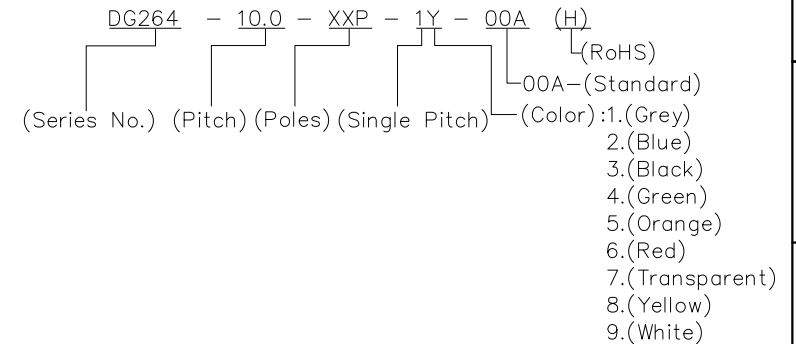 DG264 - 10.0 - XXP - 1Y - 00A (H)
(RoHS)
00A-(Standard)
(Series No.) (Pitch) (Poles) (Single Pitch) (Color):1.(Grey)
2.(Blue)
3.(Black)
4.(Green)
5.(Orange)
6.(Red)
7.(Transparent)
8.(Yellow)
9.(White)